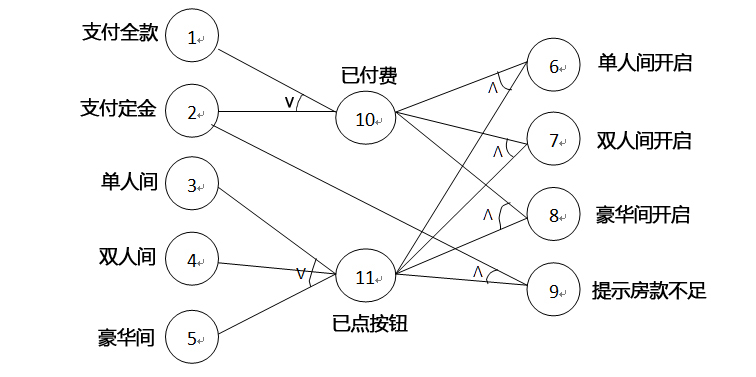 支付全款
1
支付定金
2
单人间
3
双人间
4
豪华间
5
已付费
10
V
11
V
已点按钮
6
单人间开启
Λ
7
双人间开启
Λ
8
豪华间开启
Λ
9
提示房款不足
Λ